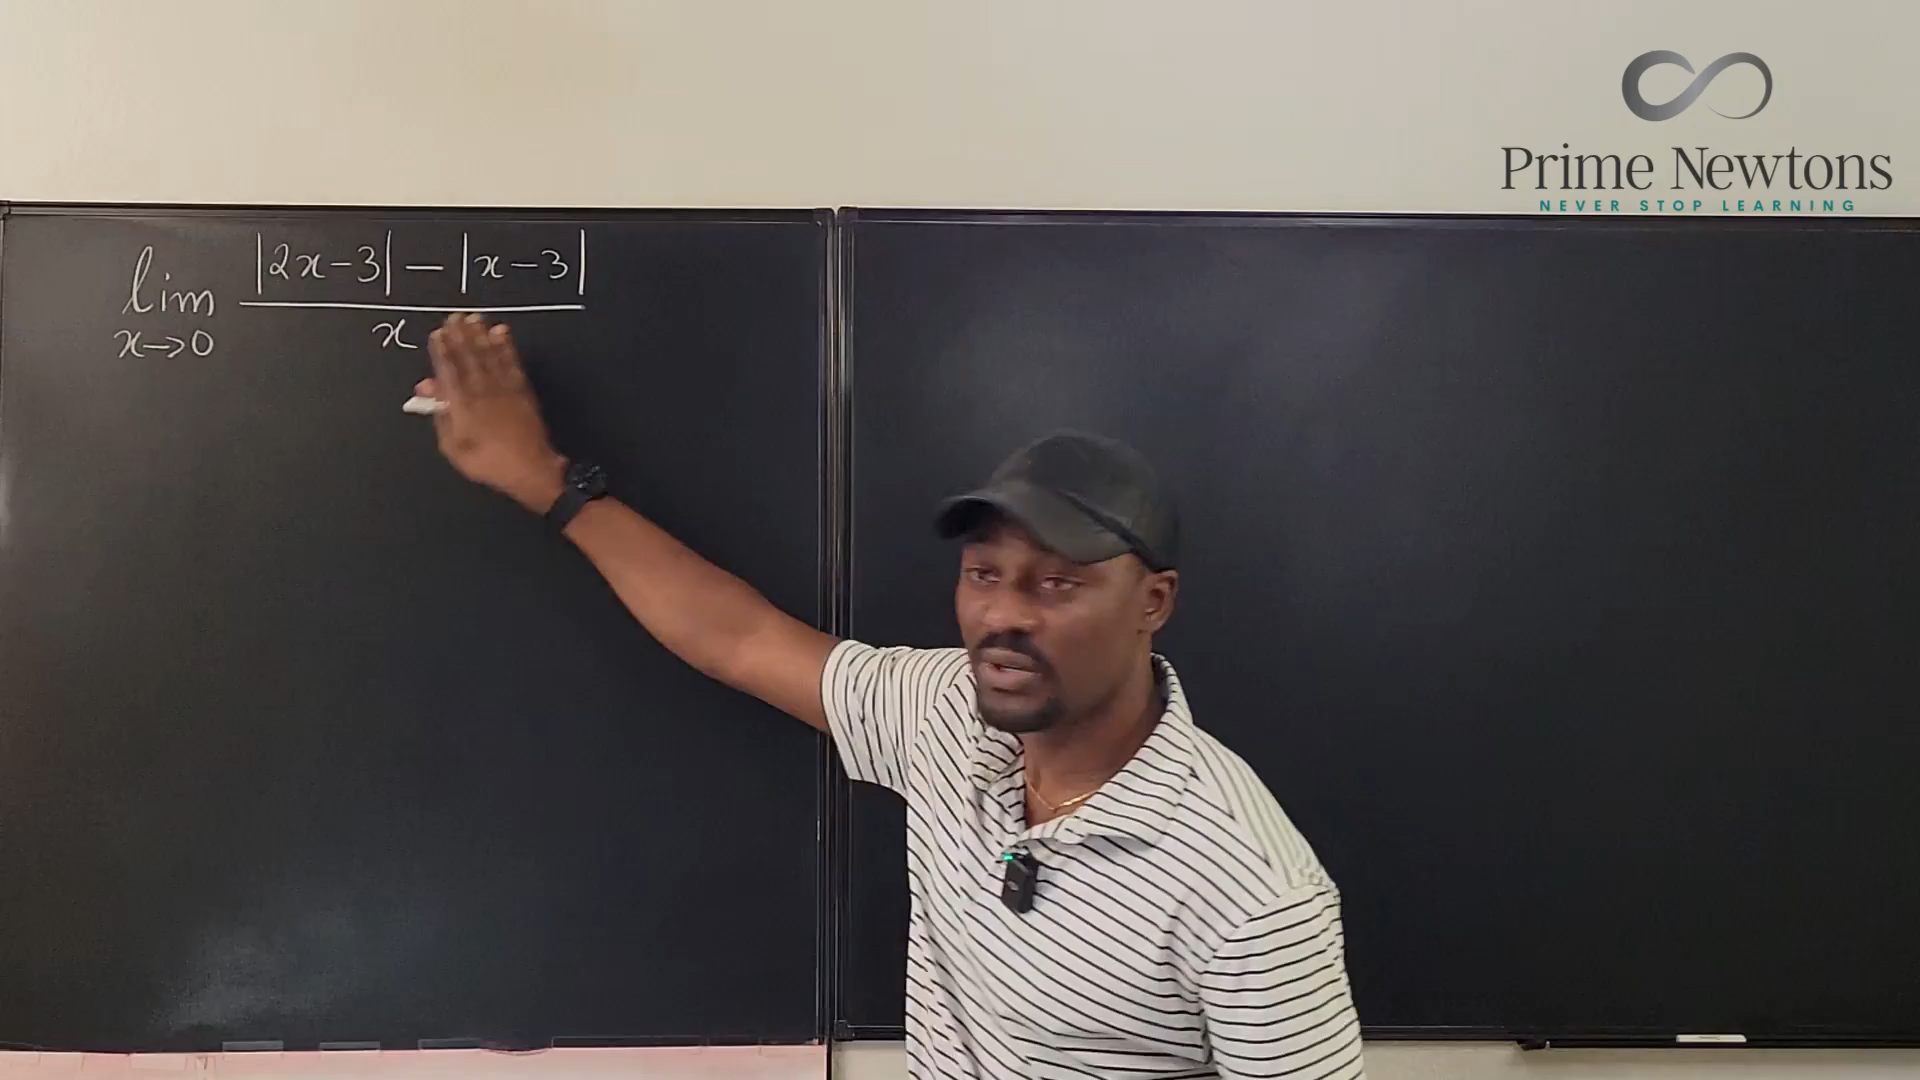 Prime Newtons
NEVER STOP LEARNING
lim x→0 |2x-3| - |x-3| / x